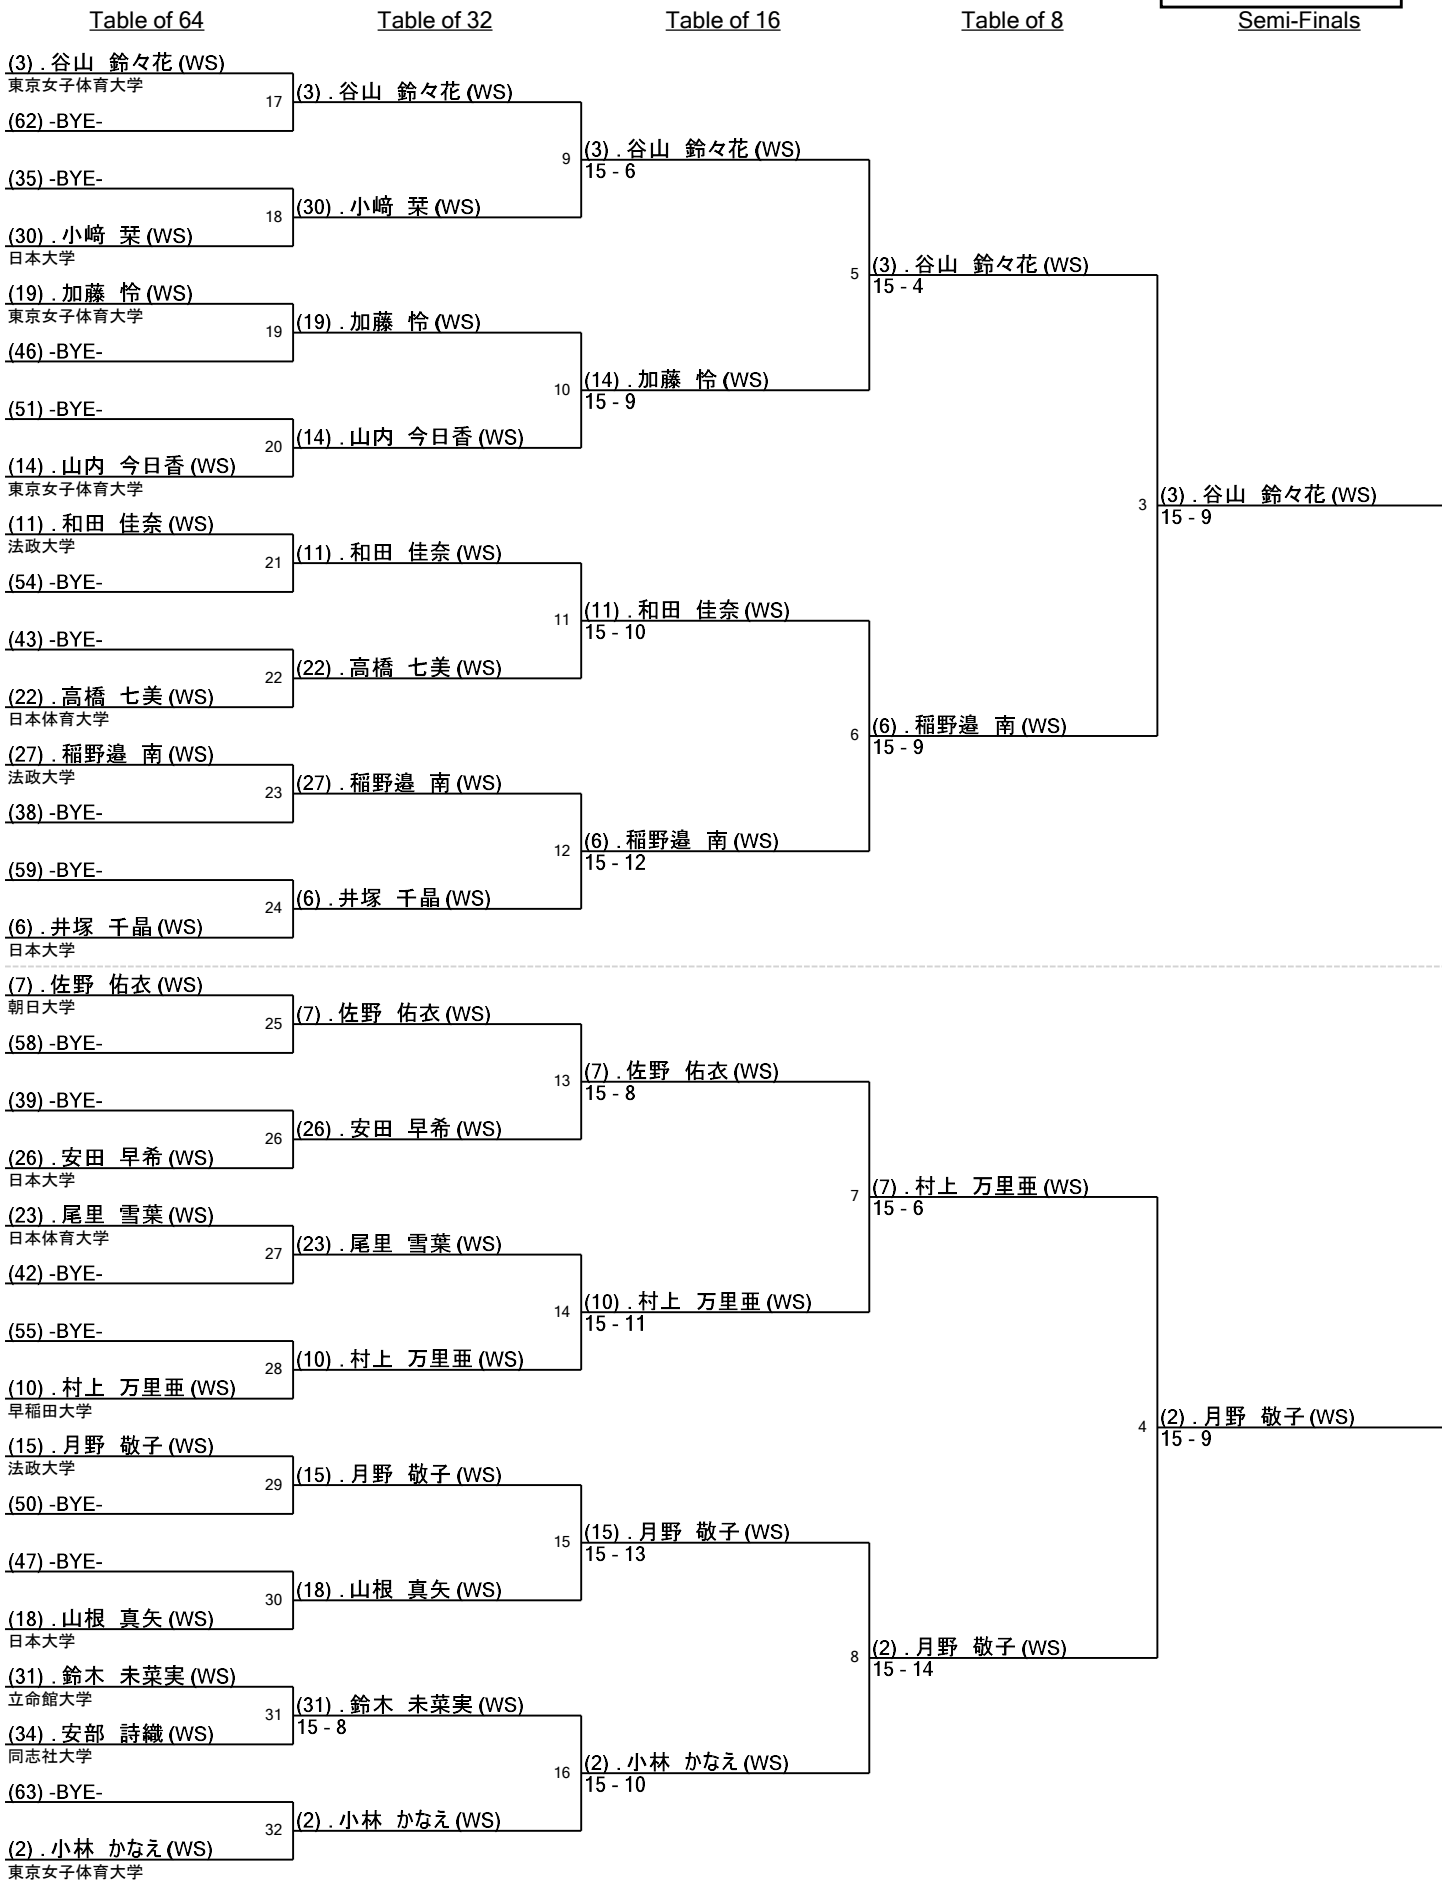 Table of 64
Table of 32
Table of 16
Table of 8
Semi-Finals
(3) . 谷山 鈴々花 (WS)
東京女子体育大学
(62) -BYE-
(35) -BYE-
(30) . 小﨑 栞 (WS)
日本大学
(19) . 加藤 怜 (WS)
東京女子体育大学
(46) -BYE-
(51) -BYE-
(14) . 山内 今日香 (WS)
東京女子体育大学
(11) . 和田 佳奈 (WS)
法政大学
(54) -BYE-
(43) -BYE-
(22) . 高橋 七美 (WS)
日本体育大学
(27) . 稲野邉 南 (WS)
法政大学
(38) -BYE-
(59) -BYE-
(6) . 井塚 千晶 (WS)
日本大学
(7) . 佐野 佑衣 (WS)
朝日大学
(58) -BYE-
(39) -BYE-
(26) . 安田 早希 (WS)
日本大学
(23) . 尾里 雪葉 (WS)
日本体育大学
(42) -BYE-
(55) -BYE-
(10) . 村上 万里亜 (WS)
早稲田大学
(15) . 月野 敬子 (WS)
法政大学
(50) -BYE-
(47) -BYE-
(18) . 山根 真矢 (WS)
日本大学
(31) . 鈴木 未菜実 (WS)
立命館大学
(34) . 安部 詩織 (WS)
同志社大学
(63) -BYE-
(2) . 小林 かなえ (WS)
東京女子体育大学
17
(3) . 谷山 鈴々花 (WS)
18
(30) . 小﨑 栞 (WS)
19
(19) . 加藤 怜 (WS)
20
(14) . 山内 今日香 (WS)
21
(11) . 和田 佳奈 (WS)
22
(22) . 高橋 七美 (WS)
23
(27) . 稲野邉 南 (WS)
24
(6) . 井塚 千晶 (WS)
25
(7) . 佐野 佑衣 (WS)
26
(26) . 安田 早希 (WS)
27
(23) . 尾里 雪葉 (WS)
28
(10) . 村上 万里亜 (WS)
29
(15) . 月野 敬子 (WS)
30
(18) . 山根 真矢 (WS)
31
(31) . 鈴木 未菜実 (WS)
15 - 8
32
(2) . 小林 かなえ (WS)
9
(3) . 谷山 鈴々花 (WS)
15 - 6
10
(14) . 加藤 怜 (WS)
15 - 9
11
(11) . 和田 佳奈 (WS)
15 - 10
12
(6) . 稲野邉 南 (WS)
15 - 12
13
(7) . 佐野 佑衣 (WS)
15 - 8
14
(10) . 村上 万里亜 (WS)
15 - 11
15
(15) . 月野 敬子 (WS)
15 - 13
16
(2) . 小林 かなえ (WS)
15 - 10
5
(3) . 谷山 鈴々花 (WS)
15 - 4
6
(6) . 稲野邉 南 (WS)
15 - 9
7
(7) . 村上 万里亜 (WS)
15 - 6
8
(2) . 月野 敬子 (WS)
15 - 14
3
(3) . 谷山 鈴々花 (WS)
15 - 9
4
(2) . 月野 敬子 (WS)
15 - 9